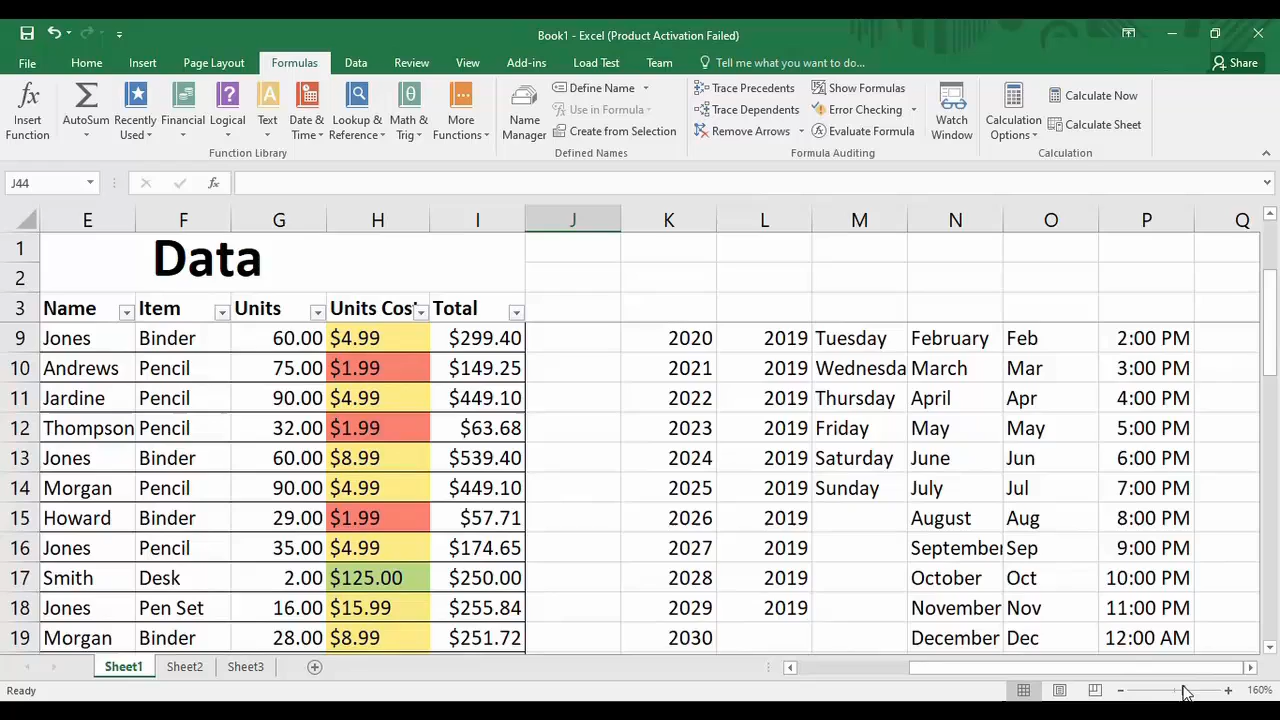 Book1 - Excel (Product Activation Failed)
File Home Insert Page Layout Formulas Data Review View Add-ins Load Test Team Tell me what you want to do... Share
Insert Function AutoSum Recently Used Financial Logical Text Date & Time Lookup & Reference Math & Trig More Functions
Function Library
Name Manager Define Name Use in Formula Create from Selection
Defined Names
Trace Precedents Trace Dependents Remove Arrows Show Formulas Error Checking Evaluate Formula Watch Window
Formula Auditing
Calculation Options Calculate Now Calculate Sheet
Calculation
J44 fx
E F G H I J K L M N O P Q
1 Data
2
3 Name Item Units Units Cos Total
9 Jones Binder 60.00 $4.99 $299.40 2020 2019 Tuesday February Feb 2:00 PM
10 Andrews Pencil 75.00 $1.99 $149.25 2021 2019 Wednesda March Mar 3:00 PM
11 Jardine Pencil 90.00 $4.99 $449.10 2022 2019 Thursday April Apr 4:00 PM
12 Thompson Pencil 32.00 $1.99 $63.68 2023 2019 Friday May May 5:00 PM
13 Jones Binder 60.00 $8.99 $539.40 2024 2019 Saturday June Jun 6:00 PM
14 Morgan Pencil 90.00 $4.99 $449.10 2025 2019 Sunday July Jul 7:00 PM
15 Howard Binder 29.00 $1.99 $57.71 2026 2019 August Aug 8:00 PM
16 Jones Pencil 35.00 $4.99 $174.65 2027 2019 September Sep 9:00 PM
17 Smith Desk 2.00 $125.00 $250.00 2028 2019 October Oct 10:00 PM
18 Jones Pen Set 16.00 $15.99 $255.84 2029 2019 November Nov 11:00 PM
19 Morgan Binder 28.00 $8.99 $251.72 2030 December Dec 12:00 AM
Sheet1 Sheet2 Sheet3
Ready 160%